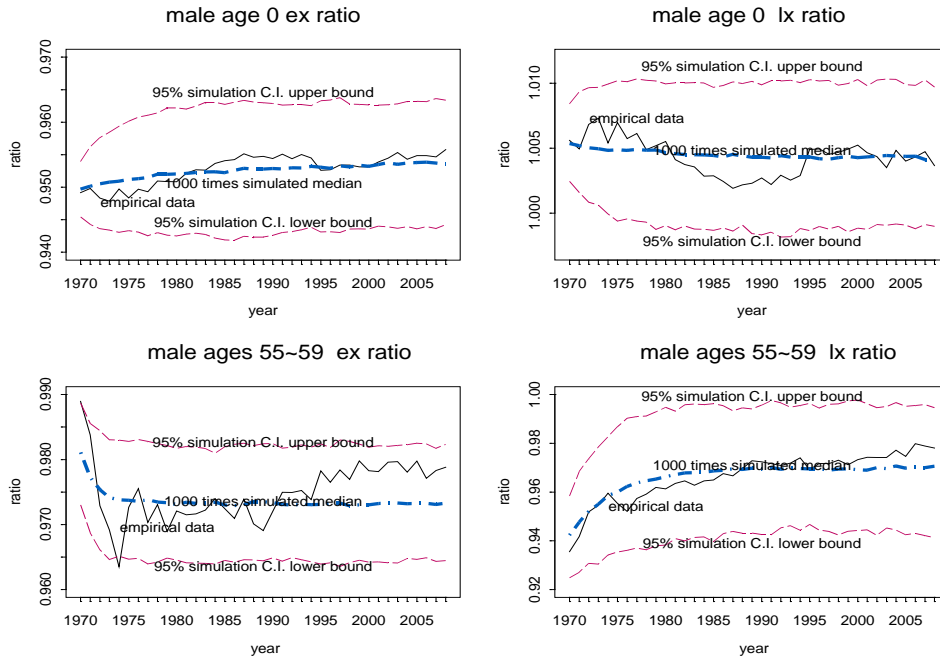 male age 0 ex ratio
0.970
0.960
0.950
0.940
ratio
95% simulation C.I. upper bound
1000 times simulated median
empirical data
95% simulation C.I. lower bound
1970 1975 1980 1985 1990 1995 2000 2005
year
male age 0 lx ratio
1.010
1.005
1.000
ratio
95% simulation C.I. upper bound
empirical data
1000 times simulated median
95% simulation C.I. lower bound
1970 1975 1980 1985 1990 1995 2000 2005
year
male ages 55~59 ex ratio
0.990
0.980
0.970
0.960
ratio
95% simulation C.I. upper bound
1000 times simulated median
empirical data
95% simulation C.I. lower bound
1970 1975 1980 1985 1990 1995 2000 2005
year
male ages 55~59 lx ratio
1.00
0.98
0.96
0.94
0.92
ratio
95% simulation C.I. upper bound
1000 times simulated median
empirical data
95% simulation C.I. lower bound
1970 1975 1980 1985 1990 1995 2000 2005
year